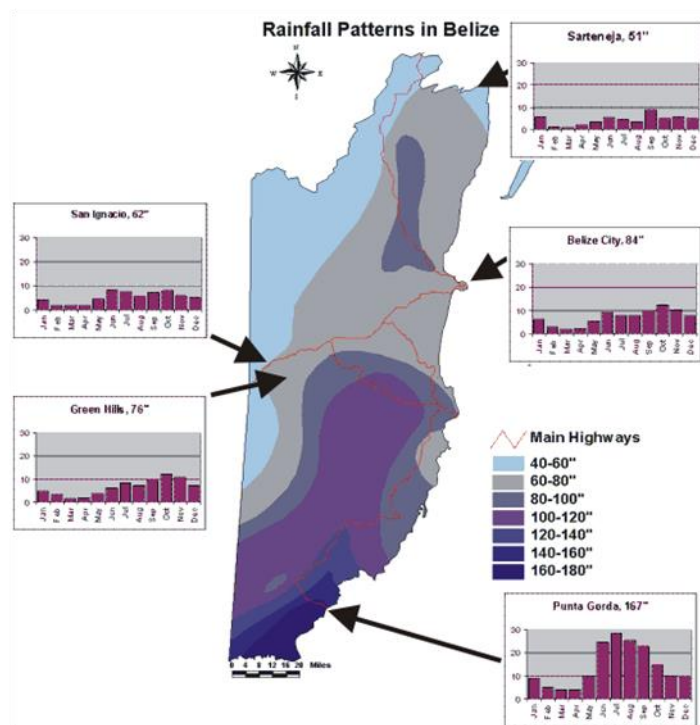 Rainfall Patterns in Belize
N
W
E
S
Sarteneja, 51"
30
20
10
0
Jan Feb Mar Apr May Jun Jul Aug Sep Oct Nov Dec
San Ignacio, 62"
30
20
10
0
Jan Feb Mar Apr May Jun Jul Aug Sep Oct Nov Dec
Belize City, 84"
30
20
10
0
Jan Feb Mar Apr May Jun Jul Aug Sep Oct Nov Dec
Green Hills, 76"
30
20
10
0
Jan Feb Mar Apr May Jun Jul Aug Sep Oct Nov Dec
Main Highways
40-60"
60-80"
80-100"
100-120"
120-140"
140-160"
160-180"
Punta Gorda, 167"
30
20
10
0
Jan Feb Mar Apr May Jun Jul Aug Sep Oct Nov Dec
0 4 8 12 16 20 Miles